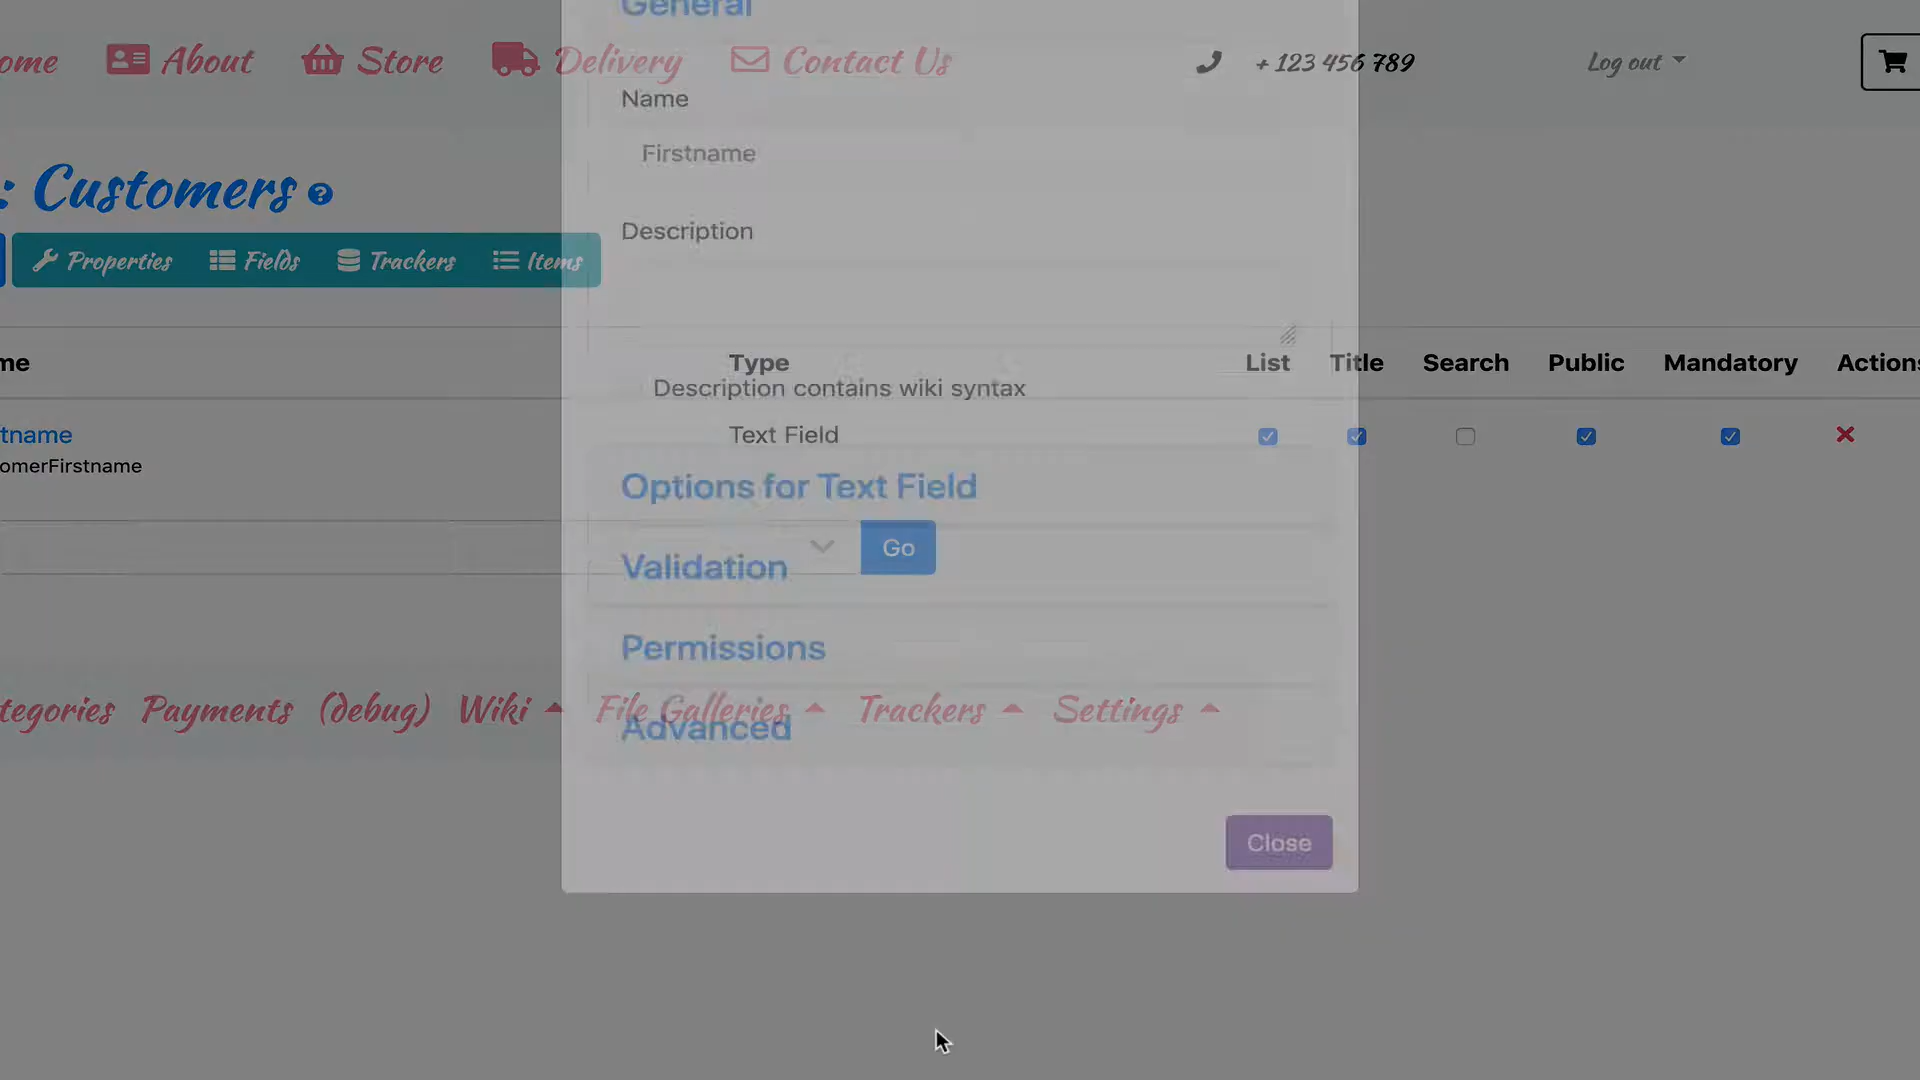 General
ome About Store Delivery Contact Us + 123 456 789 Log out
Name
Firstname
: Customers
Description
Properties Fields Trackers Items
me Type List Title Search Public Mandatory Actions
Description contains wiki syntax
tname Text Field
omerFirstname
Options for Text Field
Go
Validation
Permissions
tegories Payments (debug) Wiki File Galleries Trackers Settings
Advanced
Close